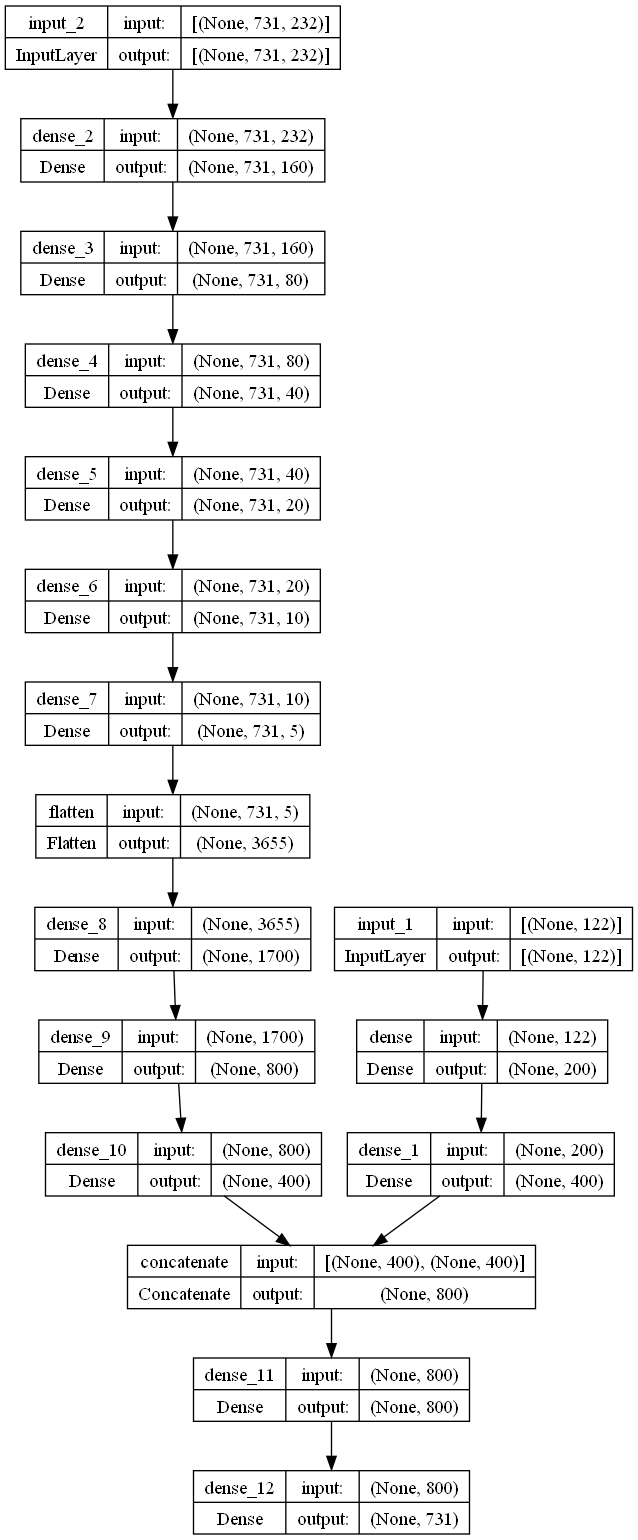 input_2 input: [(None, 731, 232)]
InputLayer output: [(None, 731, 232)]
dense_2 input: (None, 731, 232)
Dense output: (None, 731, 160)
dense_3 input: (None, 731, 160)
Dense output: (None, 731, 80)
dense_4 input: (None, 731, 80)
Dense output: (None, 731, 40)
dense_5 input: (None, 731, 40)
Dense output: (None, 731, 20)
dense_6 input: (None, 731, 20)
Dense output: (None, 731, 10)
dense_7 input: (None, 731, 10)
Dense output: (None, 731, 5)
flatten input: (None, 731, 5)
Flatten output: (None, 3655)
dense_8 input: (None, 3655)
Dense output: (None, 1700)
input_1 input: [(None, 122)]
InputLayer output: [(None, 122)]
dense_9 input: (None, 1700)
Dense output: (None, 800)
dense input: (None, 122)
Dense output: (None, 200)
dense_10 input: (None, 800)
Dense output: (None, 400)
dense_1 input: (None, 200)
Dense output: (None, 400)
concatenate input: [(None, 400), (None, 400)]
Concatenate output: (None, 800)
dense_11 input: (None, 800)
Dense output: (None, 800)
dense_12 input: (None, 800)
Dense output: (None, 731)